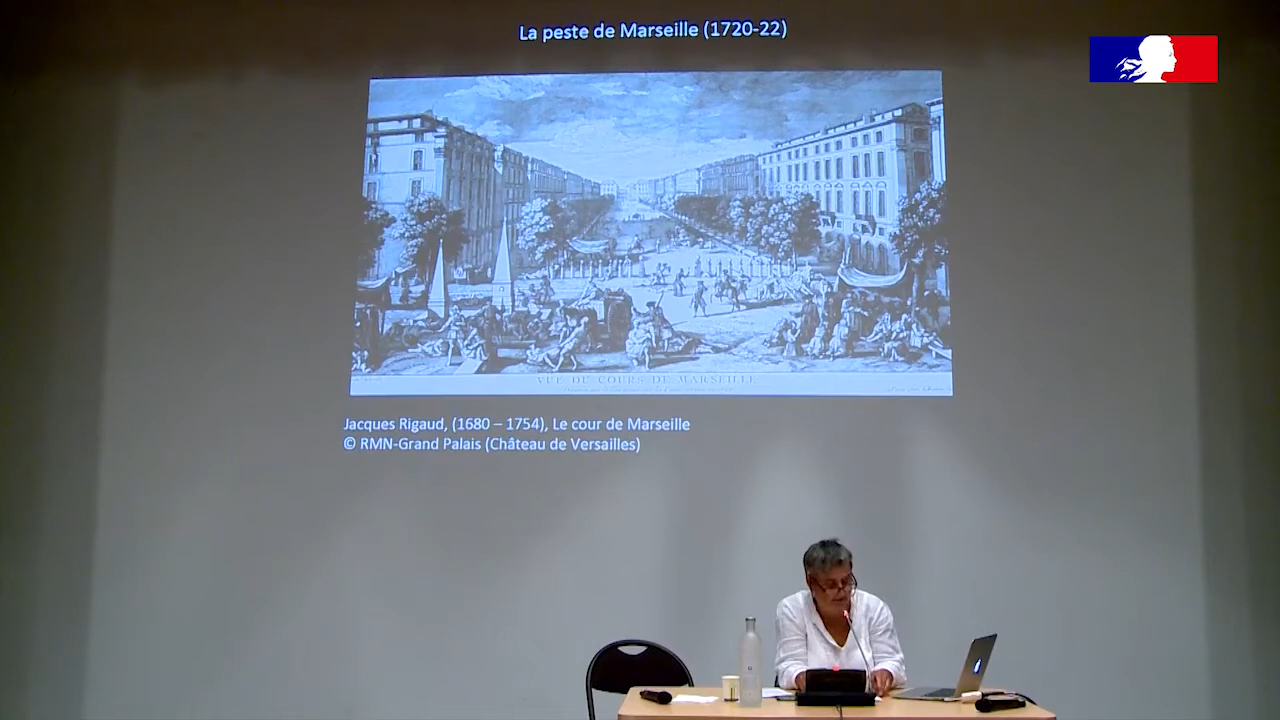 La peste de Marseille (1720-22)
VUE DU COURS DE MARSEILLE
Jacques Rigaud, (1680 – 1754), Le cour de Marseille
© RMN-Grand Palais (Château de Versailles)